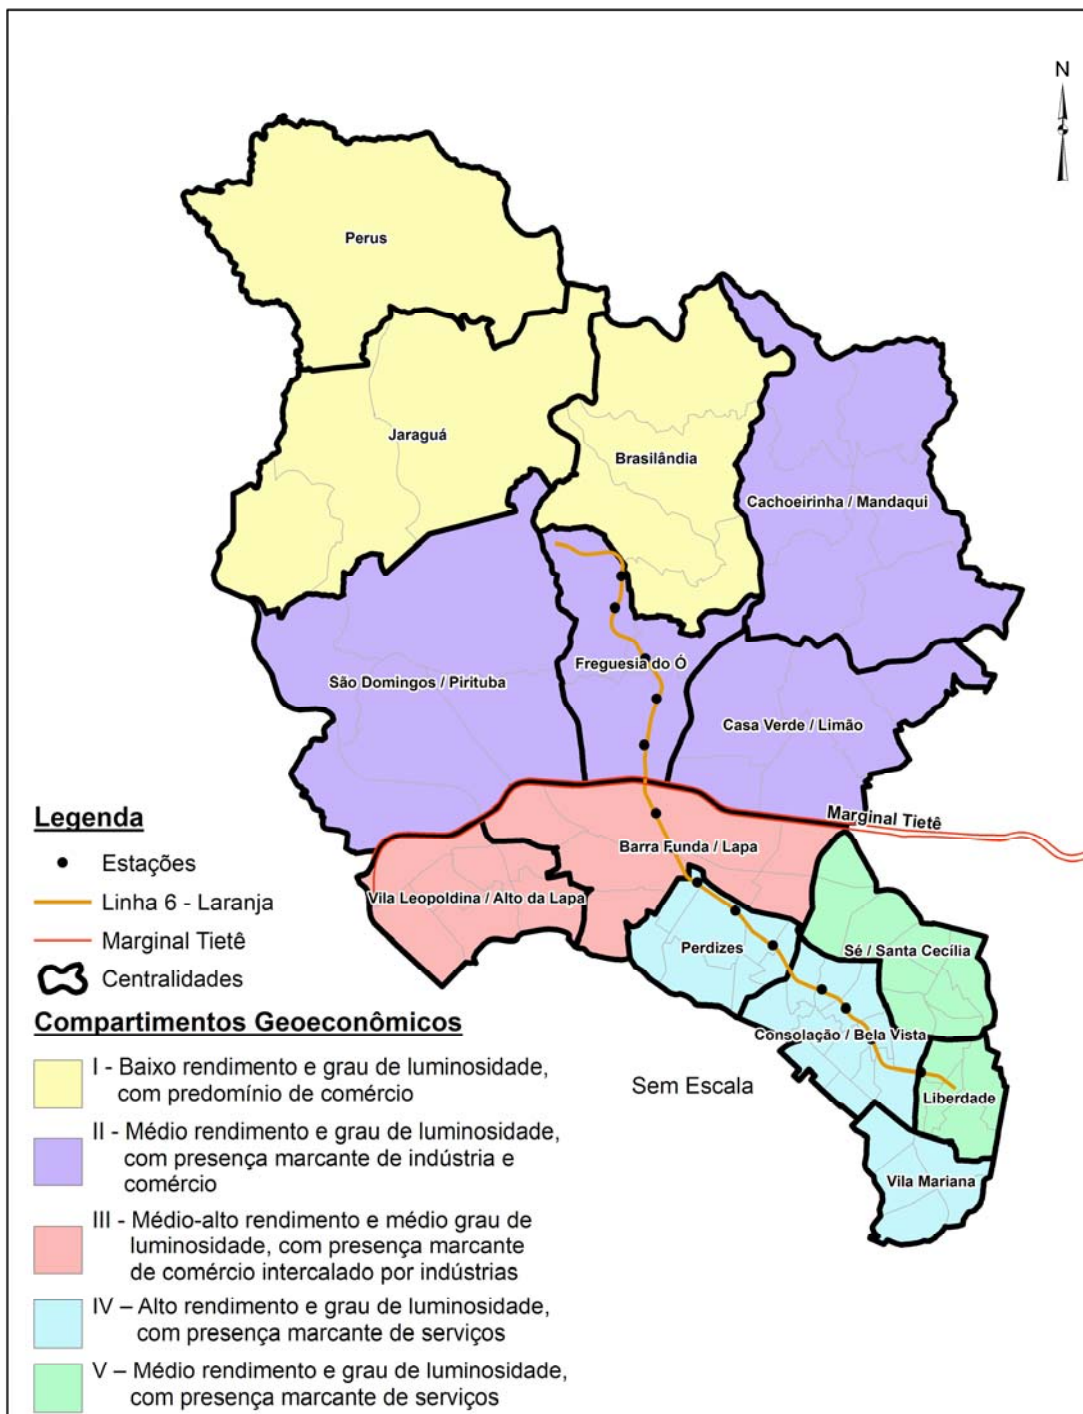 N
Perus
Jaraguá
Brasilândia
Cachoeirinha / Mandaqui
Freguesia do Ó
São Domingos / Pirituba
Casa Verde / Limão
Marginal Tietê
Barra Funda / Lapa
Vila Leopoldina / Alto da Lapa
Perdizes
Sé / Santa Cecília
Consolação / Bela Vista
Sem Escala
Liberdade
Vila Mariana
Legenda
Estações
Linha 6 - Laranja
Marginal Tietê
Centralidades
Compartimentos Geoeconômicos
I - Baixo rendimento e grau de luminosidade,
com predomínio de comércio
II - Médio rendimento e grau de luminosidade,
com presença marcante de indústria e
comércio
III - Médio-alto rendimento e médio grau de
luminosidade, com presença marcante
de comércio intercalado por indústrias
IV – Alto rendimento e grau de luminosidade,
com presença marcante de serviços
V – Médio rendimento e grau de luminosidade,
com presença marcante de serviços